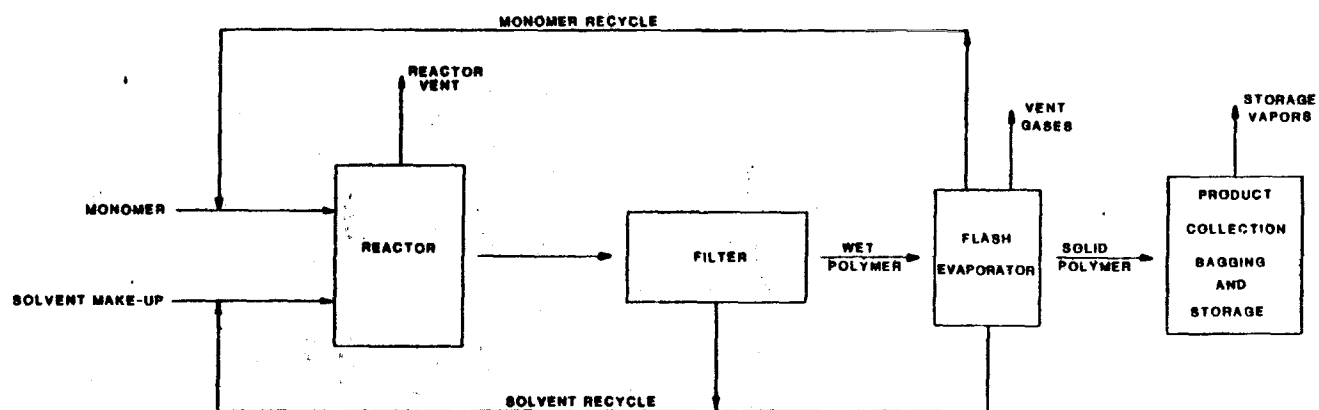 MONOMER RECYCLE
REACTOR
VENT
VENT
GASES
STORAGE
VAPORS
MONOMER
SOLVENT MAKE-UP
REACTOR
FILTER
WET
POLYMER
FLASH
EVAPORATOR
SOLID
POLYMER
PRODUCT
COLLECTION
BAGGING
AND
STORAGE
SOLVENT RECYCLE